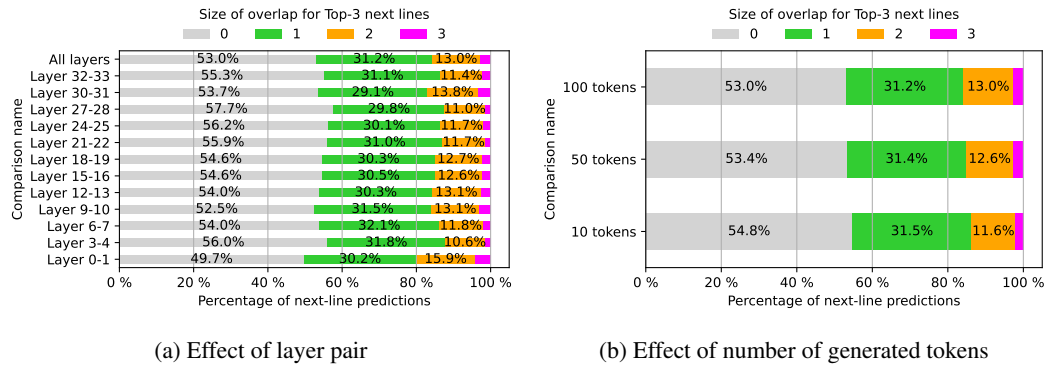 Size of overlap for Top-3 next lines
0 1 2 3
Comparison name
All layers 53.0% 31.2% 13.0%
Layer 32-33 55.3% 31.1% 11.4%
Layer 30-31 53.7% 29.1% 13.8%
Layer 27-28 57.7% 29.8% 11.0%
Layer 24-25 56.2% 30.1% 11.7%
Layer 21-22 55.9% 31.0% 11.7%
Layer 18-19 54.6% 30.3% 12.7%
Layer 15-16 54.6% 30.5% 12.6%
Layer 12-13 54.0% 30.3% 13.1%
Layer 9-10 52.5% 31.5% 13.1%
Layer 6-7 54.0% 32.1% 11.8%
Layer 3-4 56.0% 31.8% 10.6%
Layer 0-1 49.7% 30.2% 15.9%
0 % 20 % 40 % 60 % 80 % 100 %
Percentage of next-line predictions
(a) Effect of layer pair
Size of overlap for Top-3 next lines
0 1 2 3
Comparison name
100 tokens 53.0% 31.2% 13.0%
50 tokens 53.4% 31.4% 12.6%
10 tokens 54.8% 31.5% 11.6%
0 % 20 % 40 % 60 % 80 % 100 %
Percentage of next-line predictions
(b) Effect of number of generated tokens